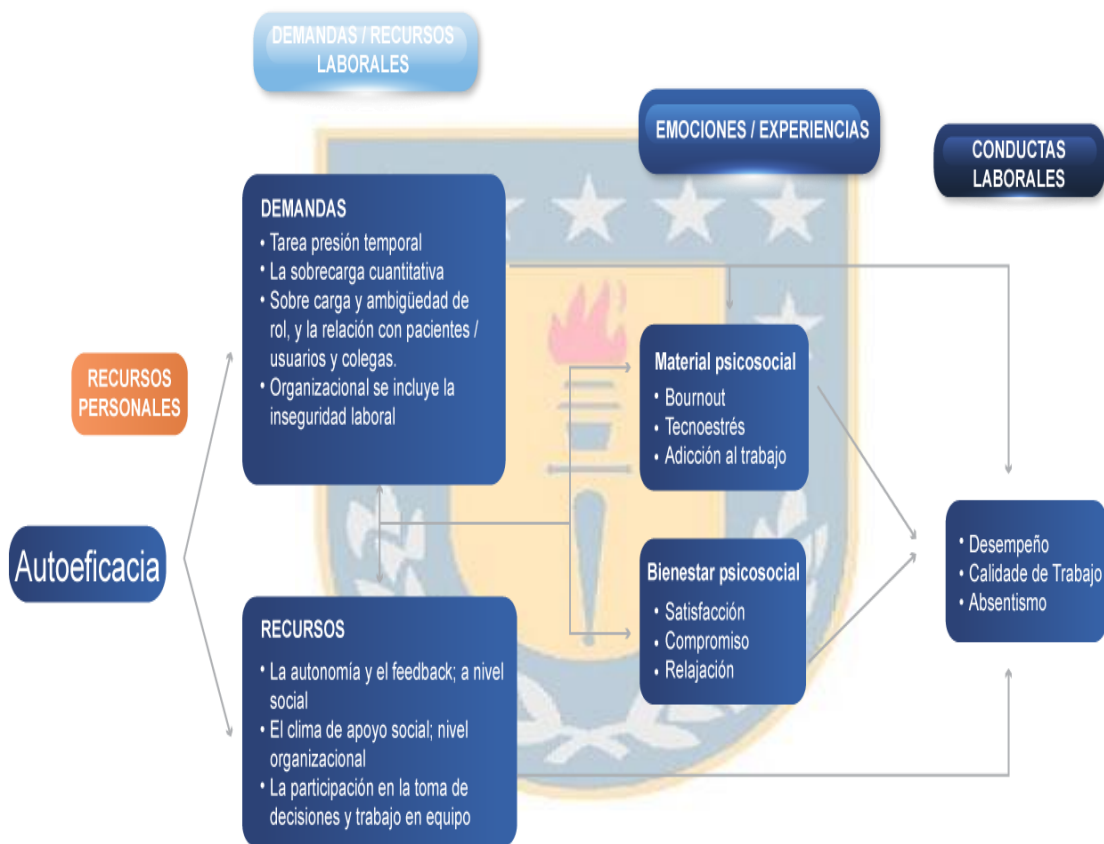 DEMANDAS / RECURSOS
LABORALES
EMOCIONES / EXPERIENCIAS
CONDUCTAS
LABORALES
RECURSOS
PERSONALES
Autoeficacia
DEMANDAS
• Tarea presión temporal
• La sobrecarga cuantitativa
• Sobre carga y ambigüedad de
rol, y la relación con pacientes /
usuarios y colegas.
• Organizacional se incluye la
inseguridad laboral
RECURSOS
• La autonomía y el feedback; a nivel
social
• El clima de apoyo social; nivel
organizacional
• La participación en la toma de
decisiones y trabajo en equipo
Material psicosocial
• Bournout
• Tecnoestrés
• Adicción al trabajo
Bienestar psicosocial
• Satisfacción
• Compromiso
• Relajación
• Desempeño
• Calidade de Trabajo
• Absentismo